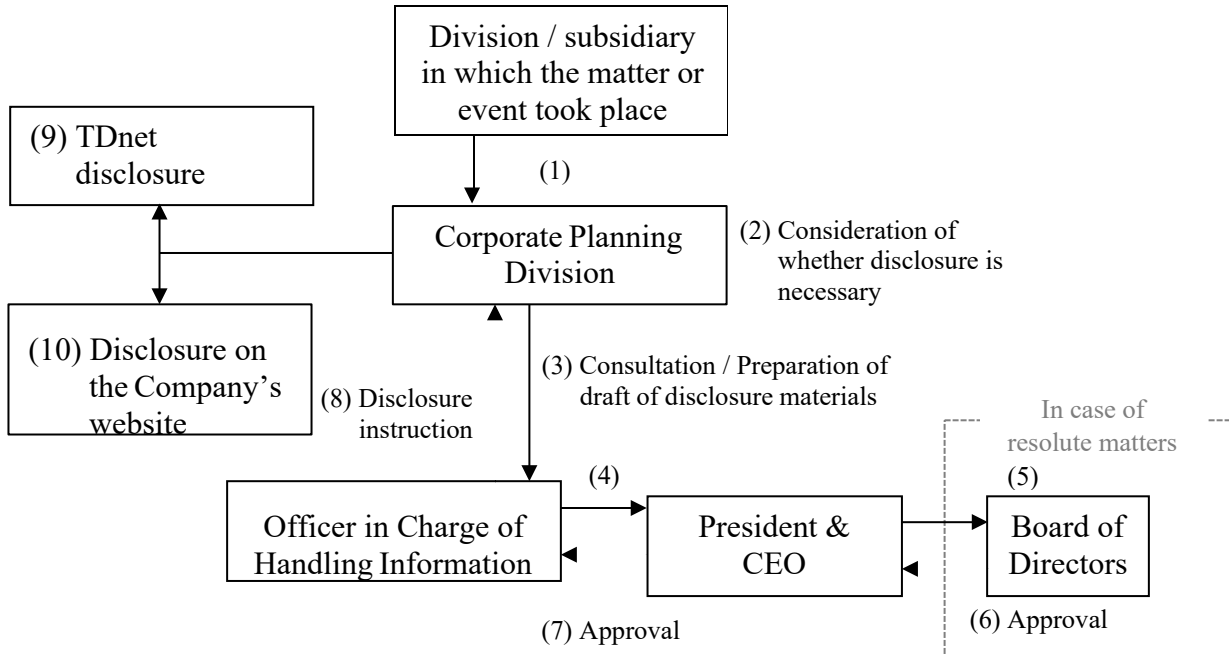 Division / subsidiary
in which the matter or
event took place
(9) TDnet
disclosure
(1)
Corporate Planning
Division
(2) Consideration of
whether disclosure is
necessary
(10) Disclosure on
the Company’s
website
(3) Consultation / Preparation of
draft of disclosure materials
(8) Disclosure
instruction
In case of
resolute matters
(4)
(5)
Officer in Charge of
Handling Information
President &
CEO
Board of
Directors
(7) Approval
(6) Approval